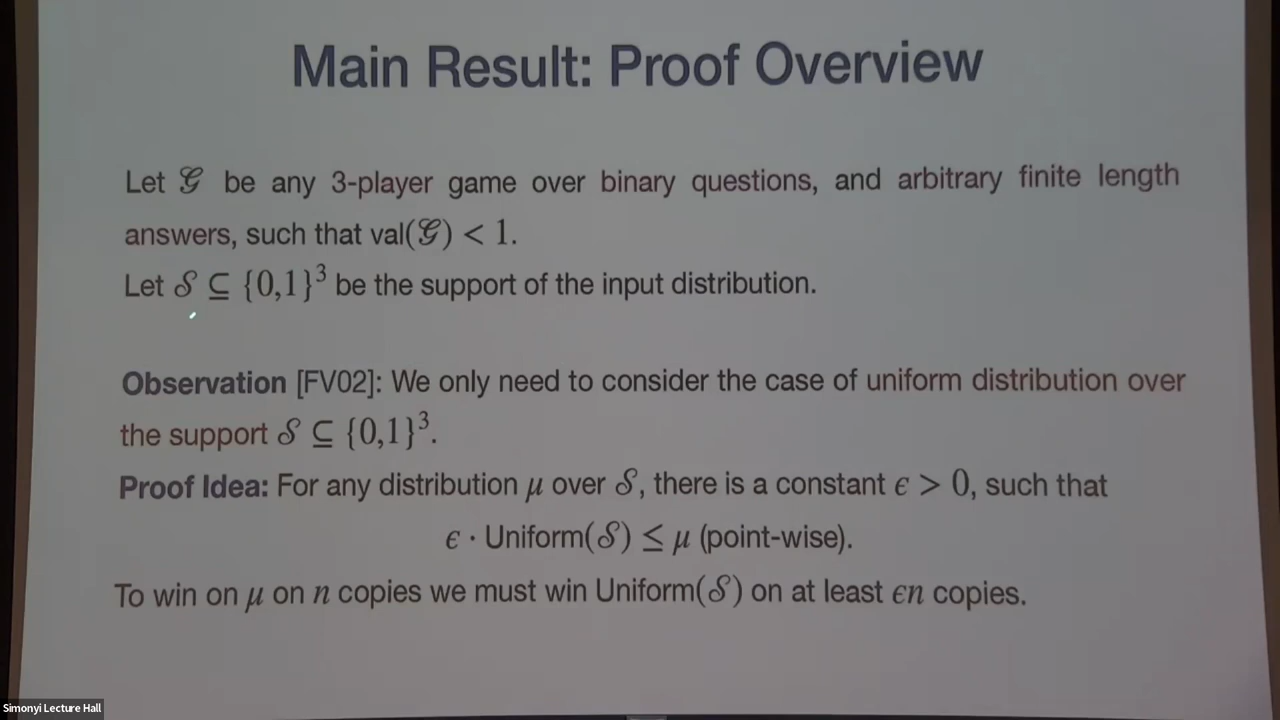 Main Result: Proof Overview
Let 𝒢 be any 3-player game over binary questions, and arbitrary finite length
answers, such that val(𝒢) < 1.
Let 𝒮 ⊆ {0,1}³ be the support of the input distribution.
Observation [FV02]: We only need to consider the case of uniform distribution over
the support 𝒮 ⊆ {0,1}³.
Proof Idea: For any distribution μ over 𝒮, there is a constant ϵ > 0, such that
ϵ · Uniform(𝒮) ≤ μ (point-wise).
To win on μ on n copies we must win Uniform(𝒮) on at least ϵn copies.
Simonyi Lecture Hall